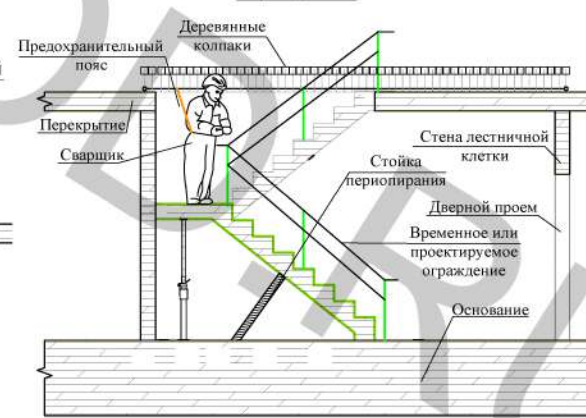 Деревянные
колпаки
Предохранительный
пояс
й
Перекрытие
Сварщик
Стойка
периопирания
Стена лестничной
клетки
Дверной проем
Временное или
проектируемое
ограждение
Основание